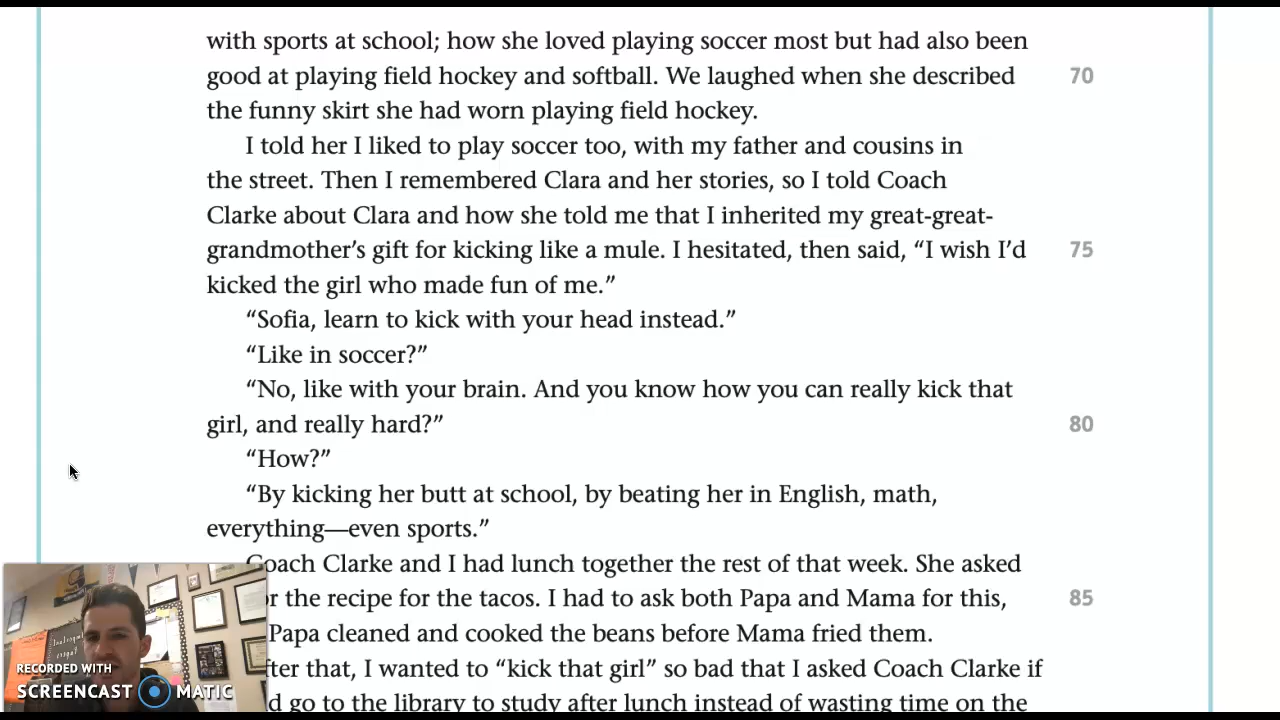 with sports at school; how she loved playing soccer most but had also been
good at playing field hockey and softball. We laughed when she described 70
the funny skirt she had worn playing field hockey.
I told her I liked to play soccer too, with my father and cousins in
the street. Then I remembered Clara and her stories, so I told Coach
Clarke about Clara and how she told me that I inherited my great-great-
grandmother’s gift for kicking like a mule. I hesitated, then said, “I wish I’d 75
kicked the girl who made fun of me.”
“Sofia, learn to kick with your head instead.”
“Like in soccer?”
“No, like with your brain. And you know how you can really kick that
girl, and really hard?” 80
“How?”
“By kicking her butt at school, by beating her in English, math,
everything—even sports.”
Coach Clarke and I had lunch together the rest of that week. She asked
the recipe for the tacos. I had to ask both Papa and Mama for this, 85
Papa cleaned and cooked the beans before Mama fried them.
that, I wanted to “kick that girl” so bad that I asked Coach Clarke if
go to the library to study after lunch instead of wasting time on the
RECORDED WITH
SCREENCAST MATIC